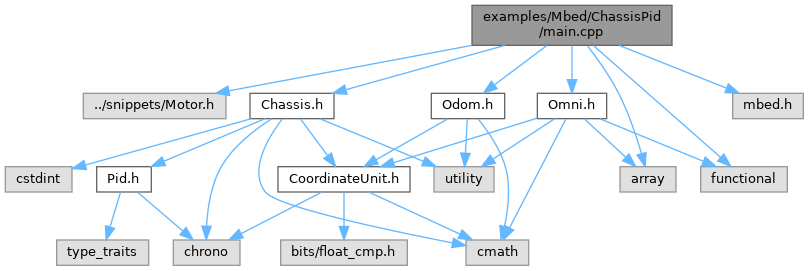 examples/Mbed/ChassisPid
/main.cpp
../snippets/Motor.h
Chassis.h
Odom.h
Omni.h
mbed.h
cstdint
Pid.h
CoordinateUnit.h
utility
array
functional
type_traits
chrono
bits/float_cmp.h
cmath